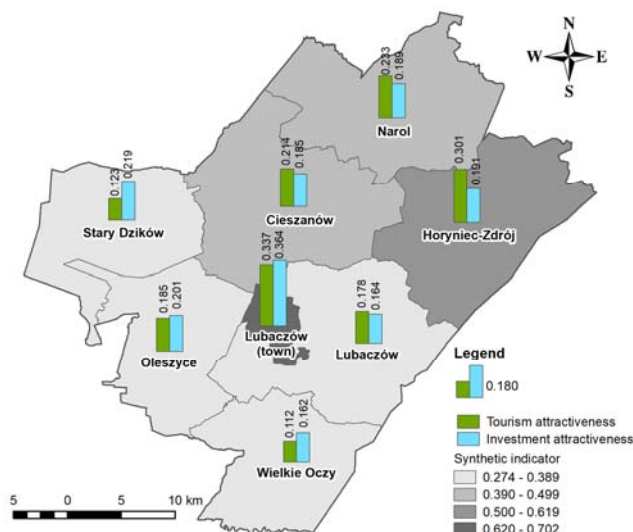 N
W E
S
0.233
0.189
Narol
0.214
0.185
Cieszanów
0.301
0.191
Horyniec-Zdrój
0.123
0.219
Stary Dzików
0.337
0.364
Lubaczów
(town)
0.185
0.201
Oleszyce
0.178
0.164
Lubaczów
0.112
0.162
Wielkie Oczy
Legend
0.180
Tourism attractiveness
Investment attractiveness
Synthetic indicator
0.274 - 0.389
0.390 - 0.499
0.500 - 0.619
0.620 - 0.702
5 0 5 10 km